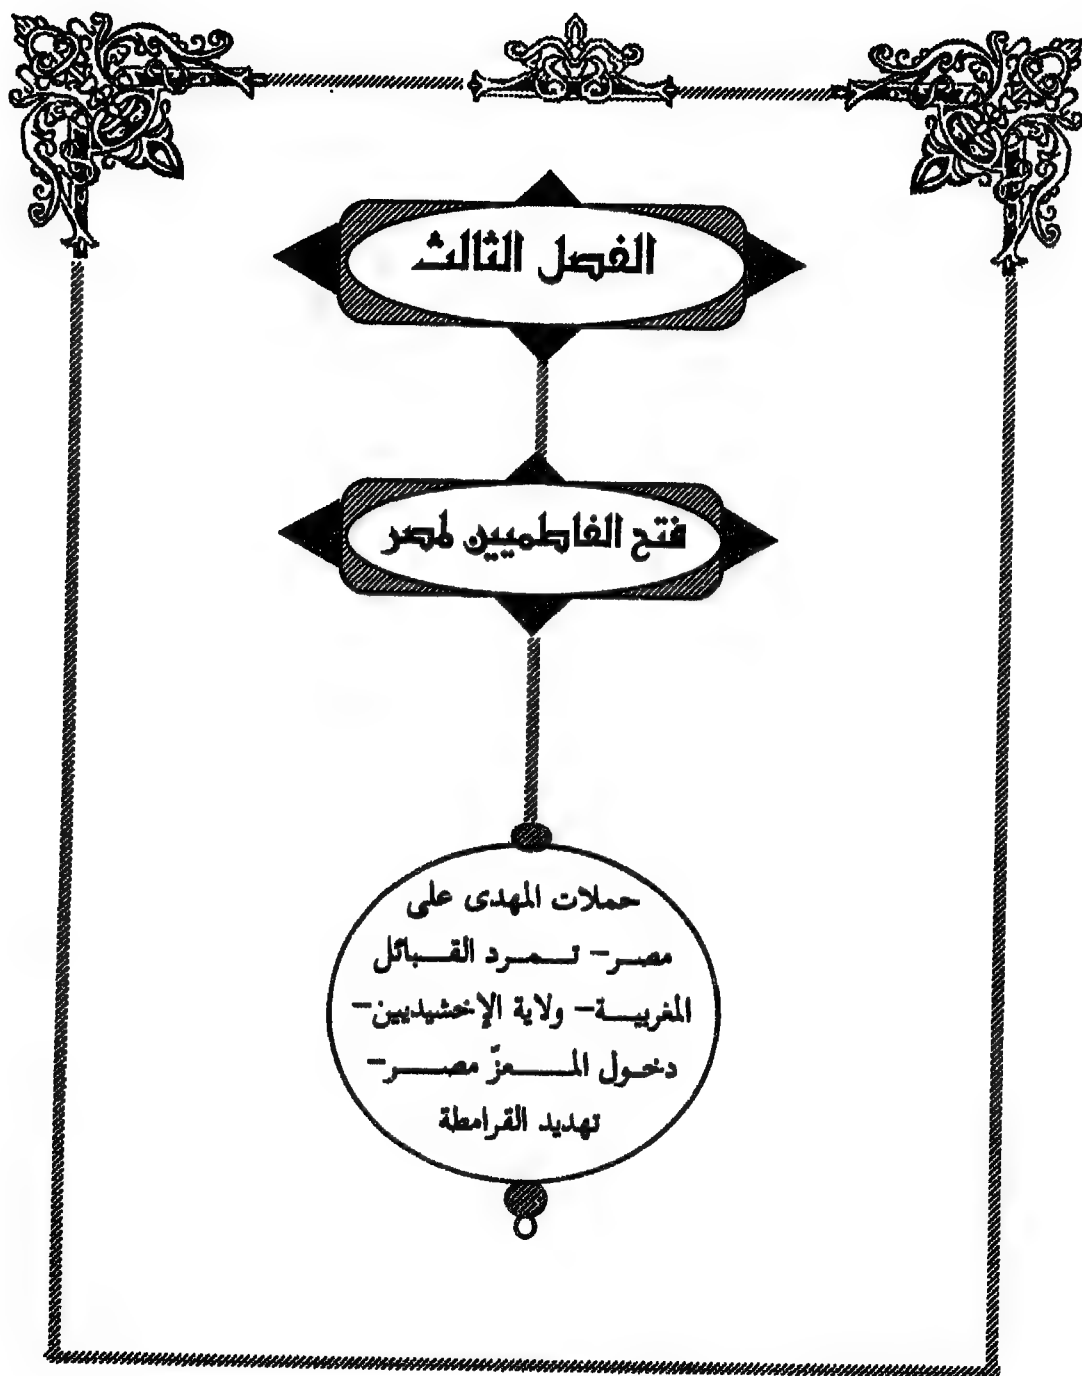 الفصل الثالث
فتح الفاطميين لمصر
حملات المهدى على
مصر- تمرد القبائل
المغربية- ولاية الإخشيديين-
دخول المعزّ مصر-
تهديد القرامطة